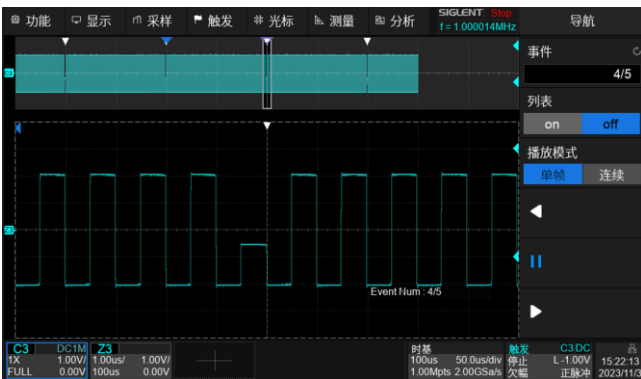 功能 显示 采样 触发 光标 测量 分析 SIGLENT Stop 导航
f = 1.000014MHz
事件
4/5
列表
on off
播放模式
单帧 连续
C3
Z3
Event Num : 4/5
C3 DC1M Z3 时基 触发 C3 DC
1X 1.00V/ 1.00us/ 1.00V/ 100us 50.0us/div 停止 L -1.00V 15:22:13
FULL 0.00V 100us 0.00V 1.00Mpts 2.00GSa/s 欠幅 正脉冲 2023/11/3